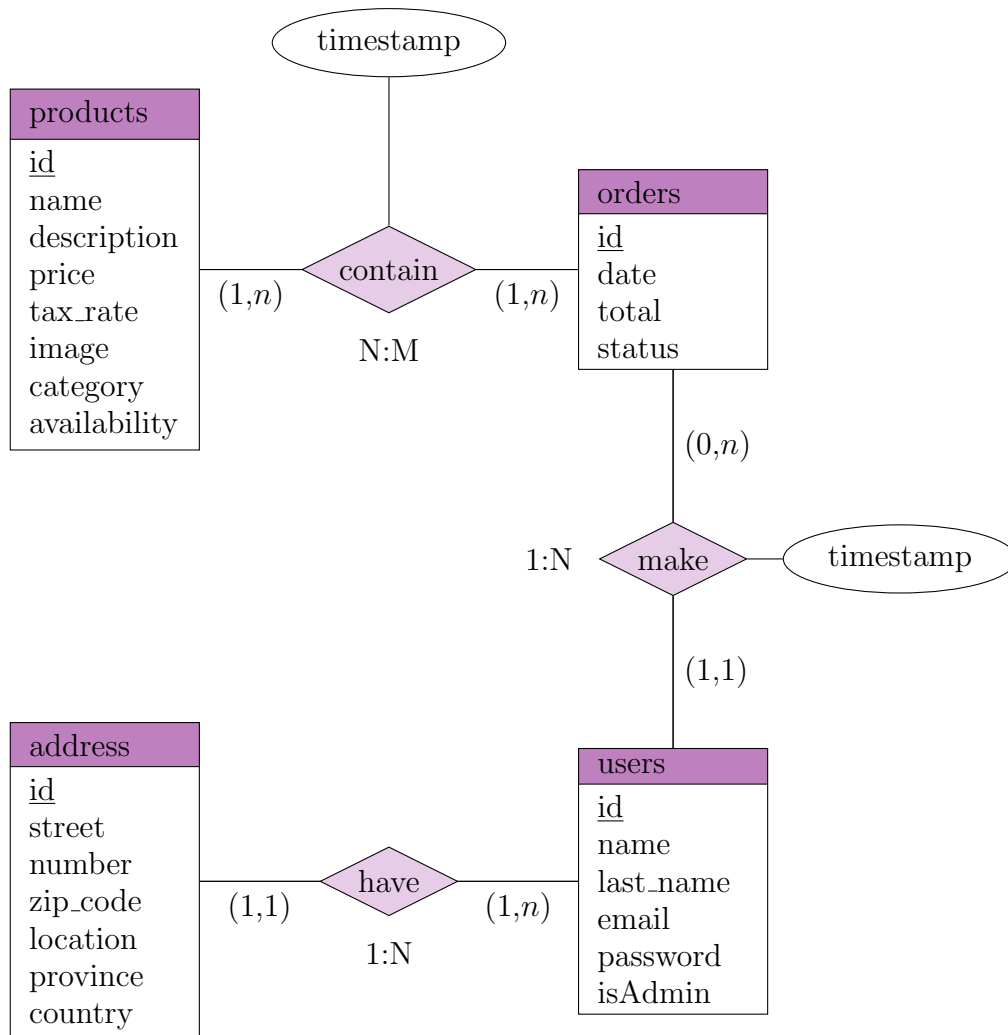 timestamp
products
id
name
description
price
tax_rate
image
category
availability
(1,n)
contain
(1,n)
N:M
orders
id
date
total
status
(0,n)
1:N
make
timestamp
(1,1)
address
id
street
number
zip_code
location
province
country
(1,1)
have
(1,n)
1:N
users
id
name
last_name
email
password
isAdmin